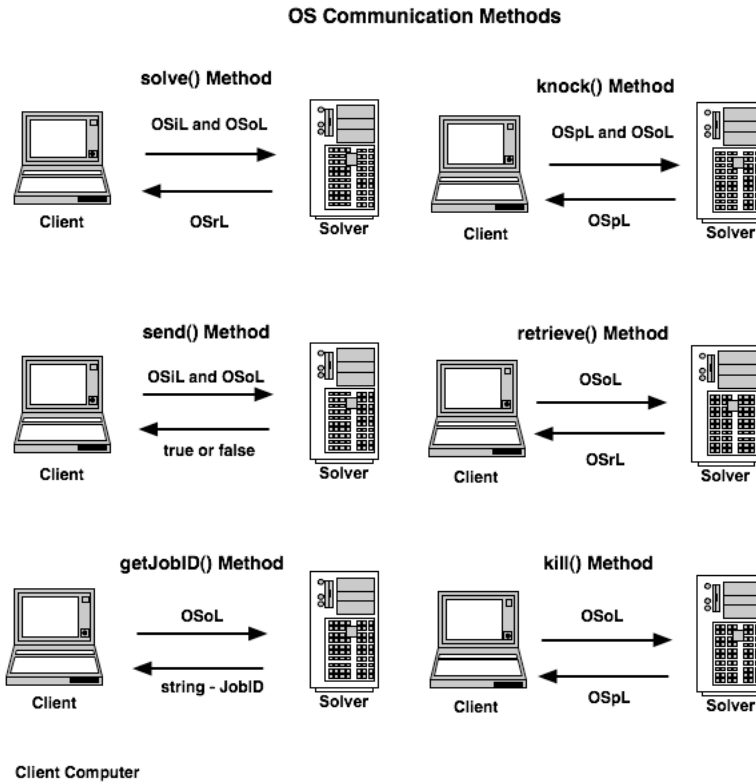 OS Communication Methods
solve() Method
OSiL and OSoL
OSrL
Client
Solver
knock() Method
OSpL and OSoL
OSpL
Client
Solver
send() Method
OSiL and OSoL
true or false
Client
Solver
retrieve() Method
OSoL
OSrL
Client
Solver
getJobID() Method
OSoL
string - JobID
Client
Solver
kill() Method
OSoL
OSpL
Client
Solver
Client Computer